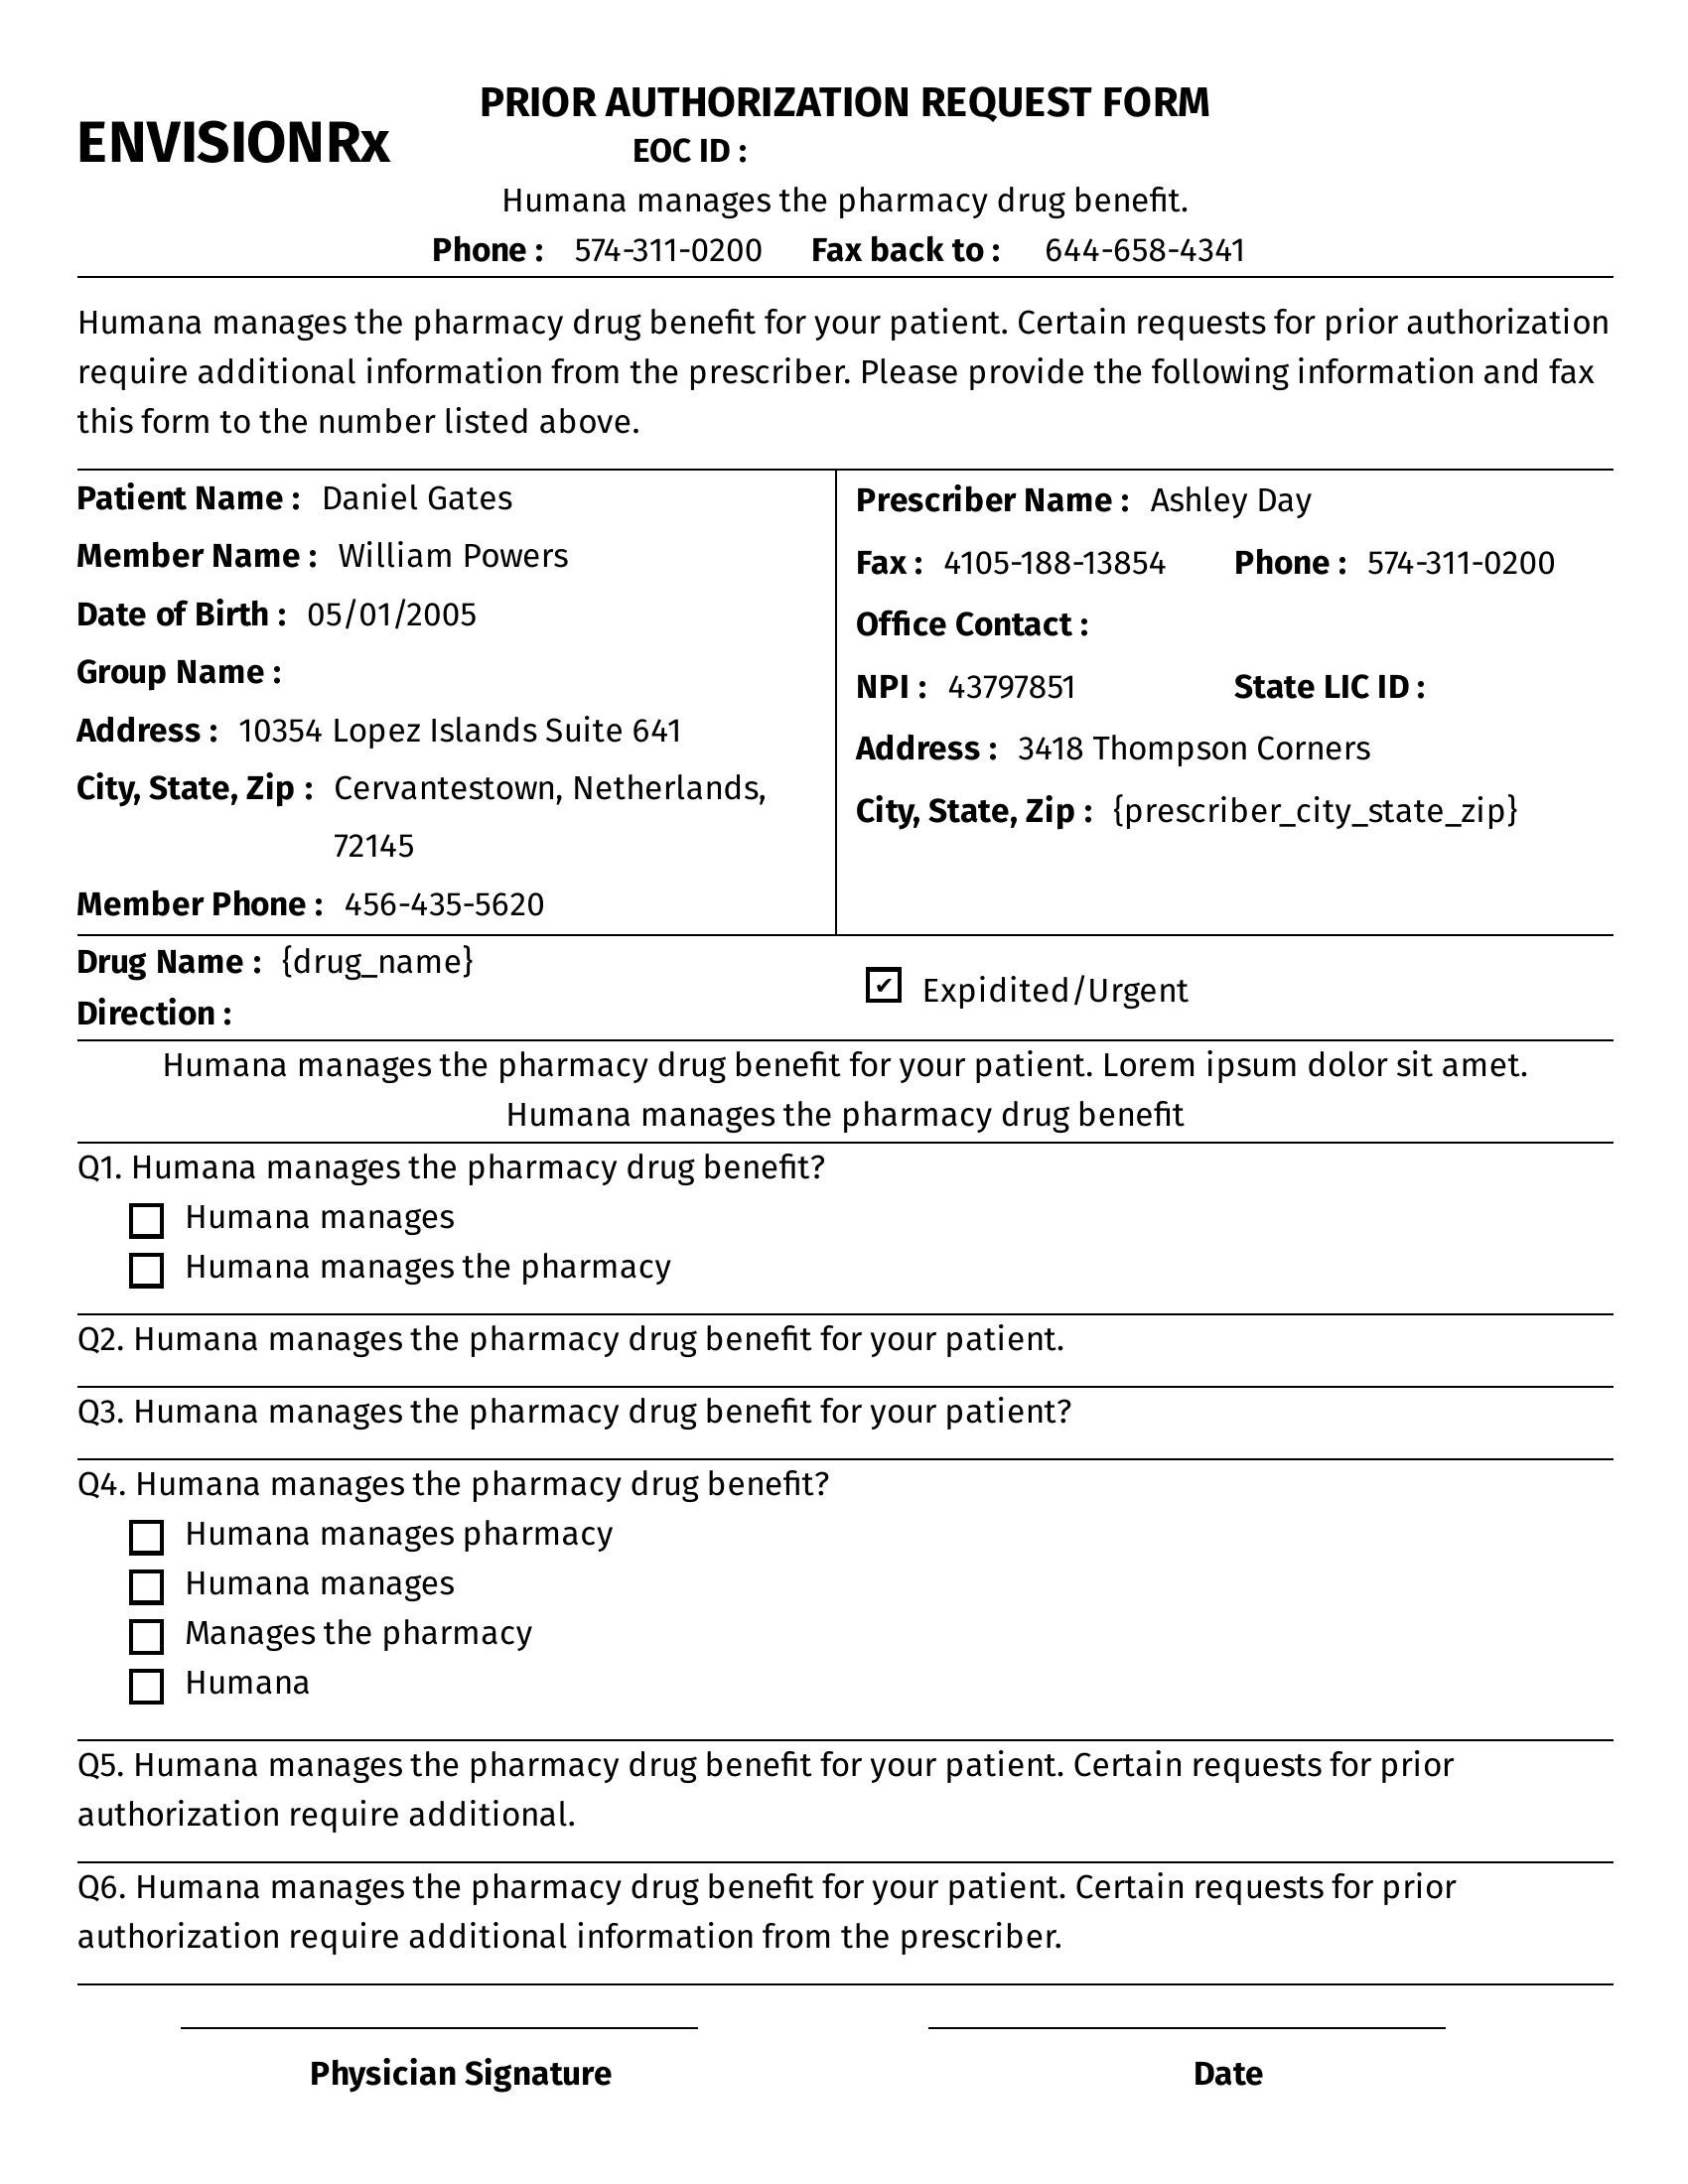 PRIOR AUTHORIZATION REQUEST FORM
ENVISIONRx
EOC ID :
Humana manages the pharmacy drug benefit.
Phone : 574-311-0200 Fax back to : 644-658-4341
Humana manages the pharmacy drug benefit for your patient. Certain requests for prior authorization
require additional information from the prescriber. Please provide the following information and fax
this form to the number listed above.
Patient Name : Daniel Gates
Member Name : William Powers
Date of Birth : 05/01/2005
Group Name :
Address : 10354 Lopez Islands Suite 641
City, State, Zip : Cervantestown, Netherlands,
72145
Member Phone : 456-435-5620
Prescriber Name : Ashley Day
Fax : 4105-188-13854 Phone : 574-311-0200
Office Contact :
NPI : 43797851 State LIC ID :
Address : 3418 Thompson Corners
City, State, Zip : {prescriber_city_state_zip}
Drug Name : {drug_name}
Direction :
✔ Expidited/Urgent
Humana manages the pharmacy drug benefit for your patient. Lorem ipsum dolor sit amet.
Humana manages the pharmacy drug benefit
Q1. Humana manages the pharmacy drug benefit?
Humana manages
Humana manages the pharmacy
Q2. Humana manages the pharmacy drug benefit for your patient.
Q3. Humana manages the pharmacy drug benefit for your patient?
Q4. Humana manages the pharmacy drug benefit?
Humana manages pharmacy
Humana manages
Manages the pharmacy
Humana
Q5. Humana manages the pharmacy drug benefit for your patient. Certain requests for prior
authorization require additional.
Q6. Humana manages the pharmacy drug benefit for your patient. Certain requests for prior
authorization require additional information from the prescriber.
Physician Signature Date